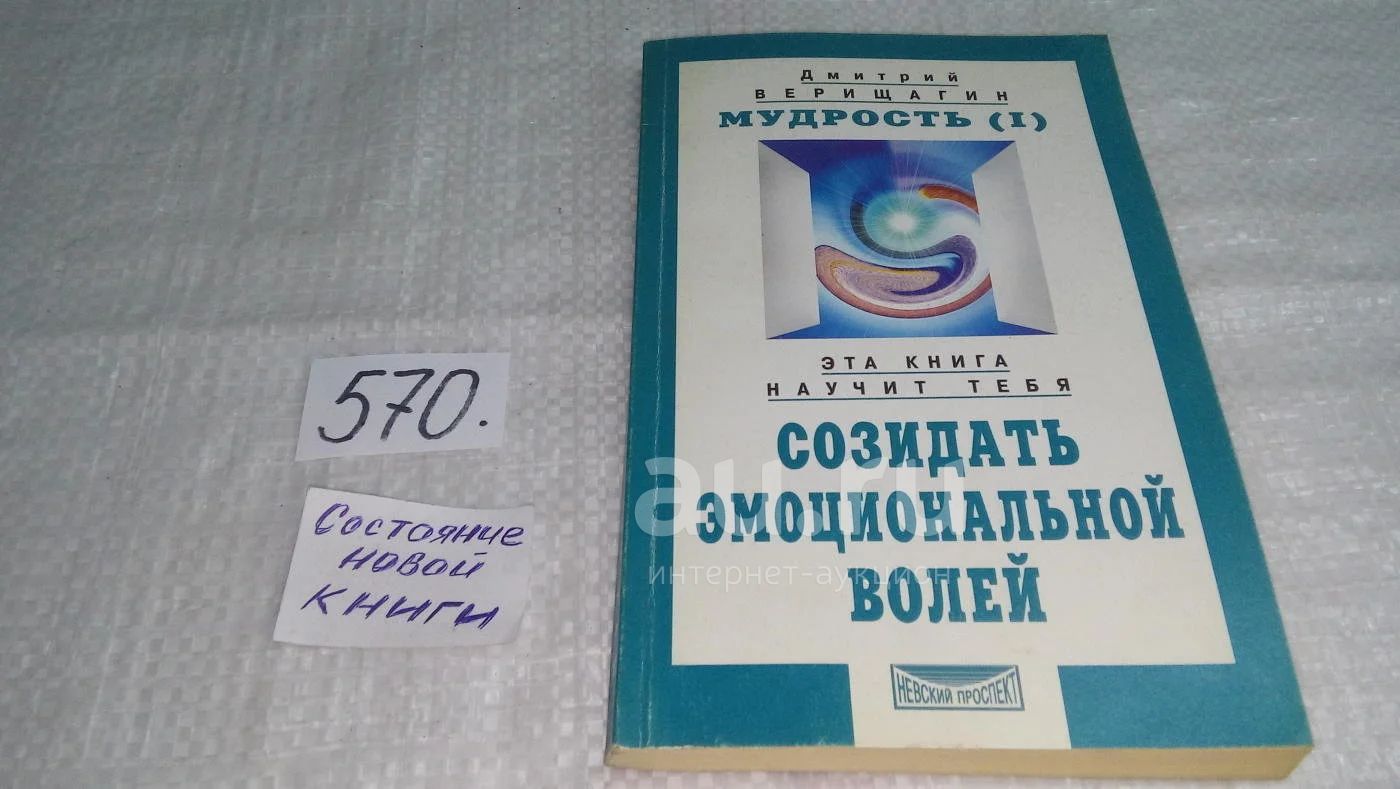 Дмитрий
ВЕРИЩАГИН
МУДРОСТЬ (I)
ЭТА КНИГА
НАУЧИТ ТЕБЯ
СОЗИДАТЬ
ЭМОЦИОНАЛЬНОЙ
ВОЛЕЙ
НЕВСКИЙ ПРОСПЕКТ
570.
Состояние
новой
книги
au.ru
интернет-аукцион